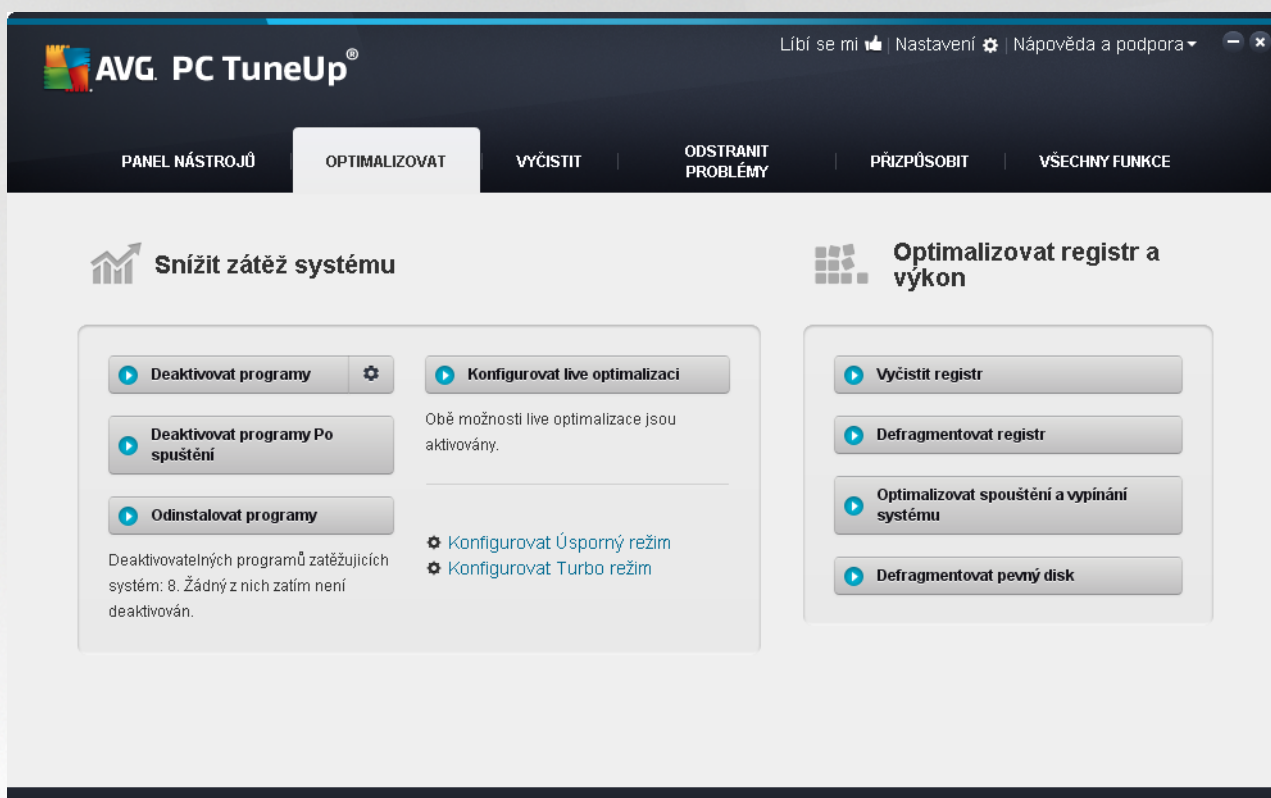 Líbí se mi | Nastavení | Nápověda a podpora
AVG. PC TuneUp®
PANEL NÁSTROJŮ
OPTIMALIZOVAT
VYČISTIT
ODSTRANIT
PROBLÉMY
PŘIZPŮSOBIT
VŠECHNY FUNKCE
Snížit zátěž systému
Deaktivovat programy
Deaktivovat programy Po
spuštění
Odinstalovat programy
Deaktivovatelných programů zatěžujicích
systém: 8. Žádný z nich zatím není
deaktivován.
Konfigurovat live optimalizaci
Obě možnosti live optimalizace jsou
aktivovány.
Konfigurovat Úsporný režim
Konfigurovat Turbo režim
Optimalizovat registr a
výkon
Vyčistit registr
Defragmentovat registr
Optimalizovat spouštění a vypínání
systému
Defragmentovat pevný disk